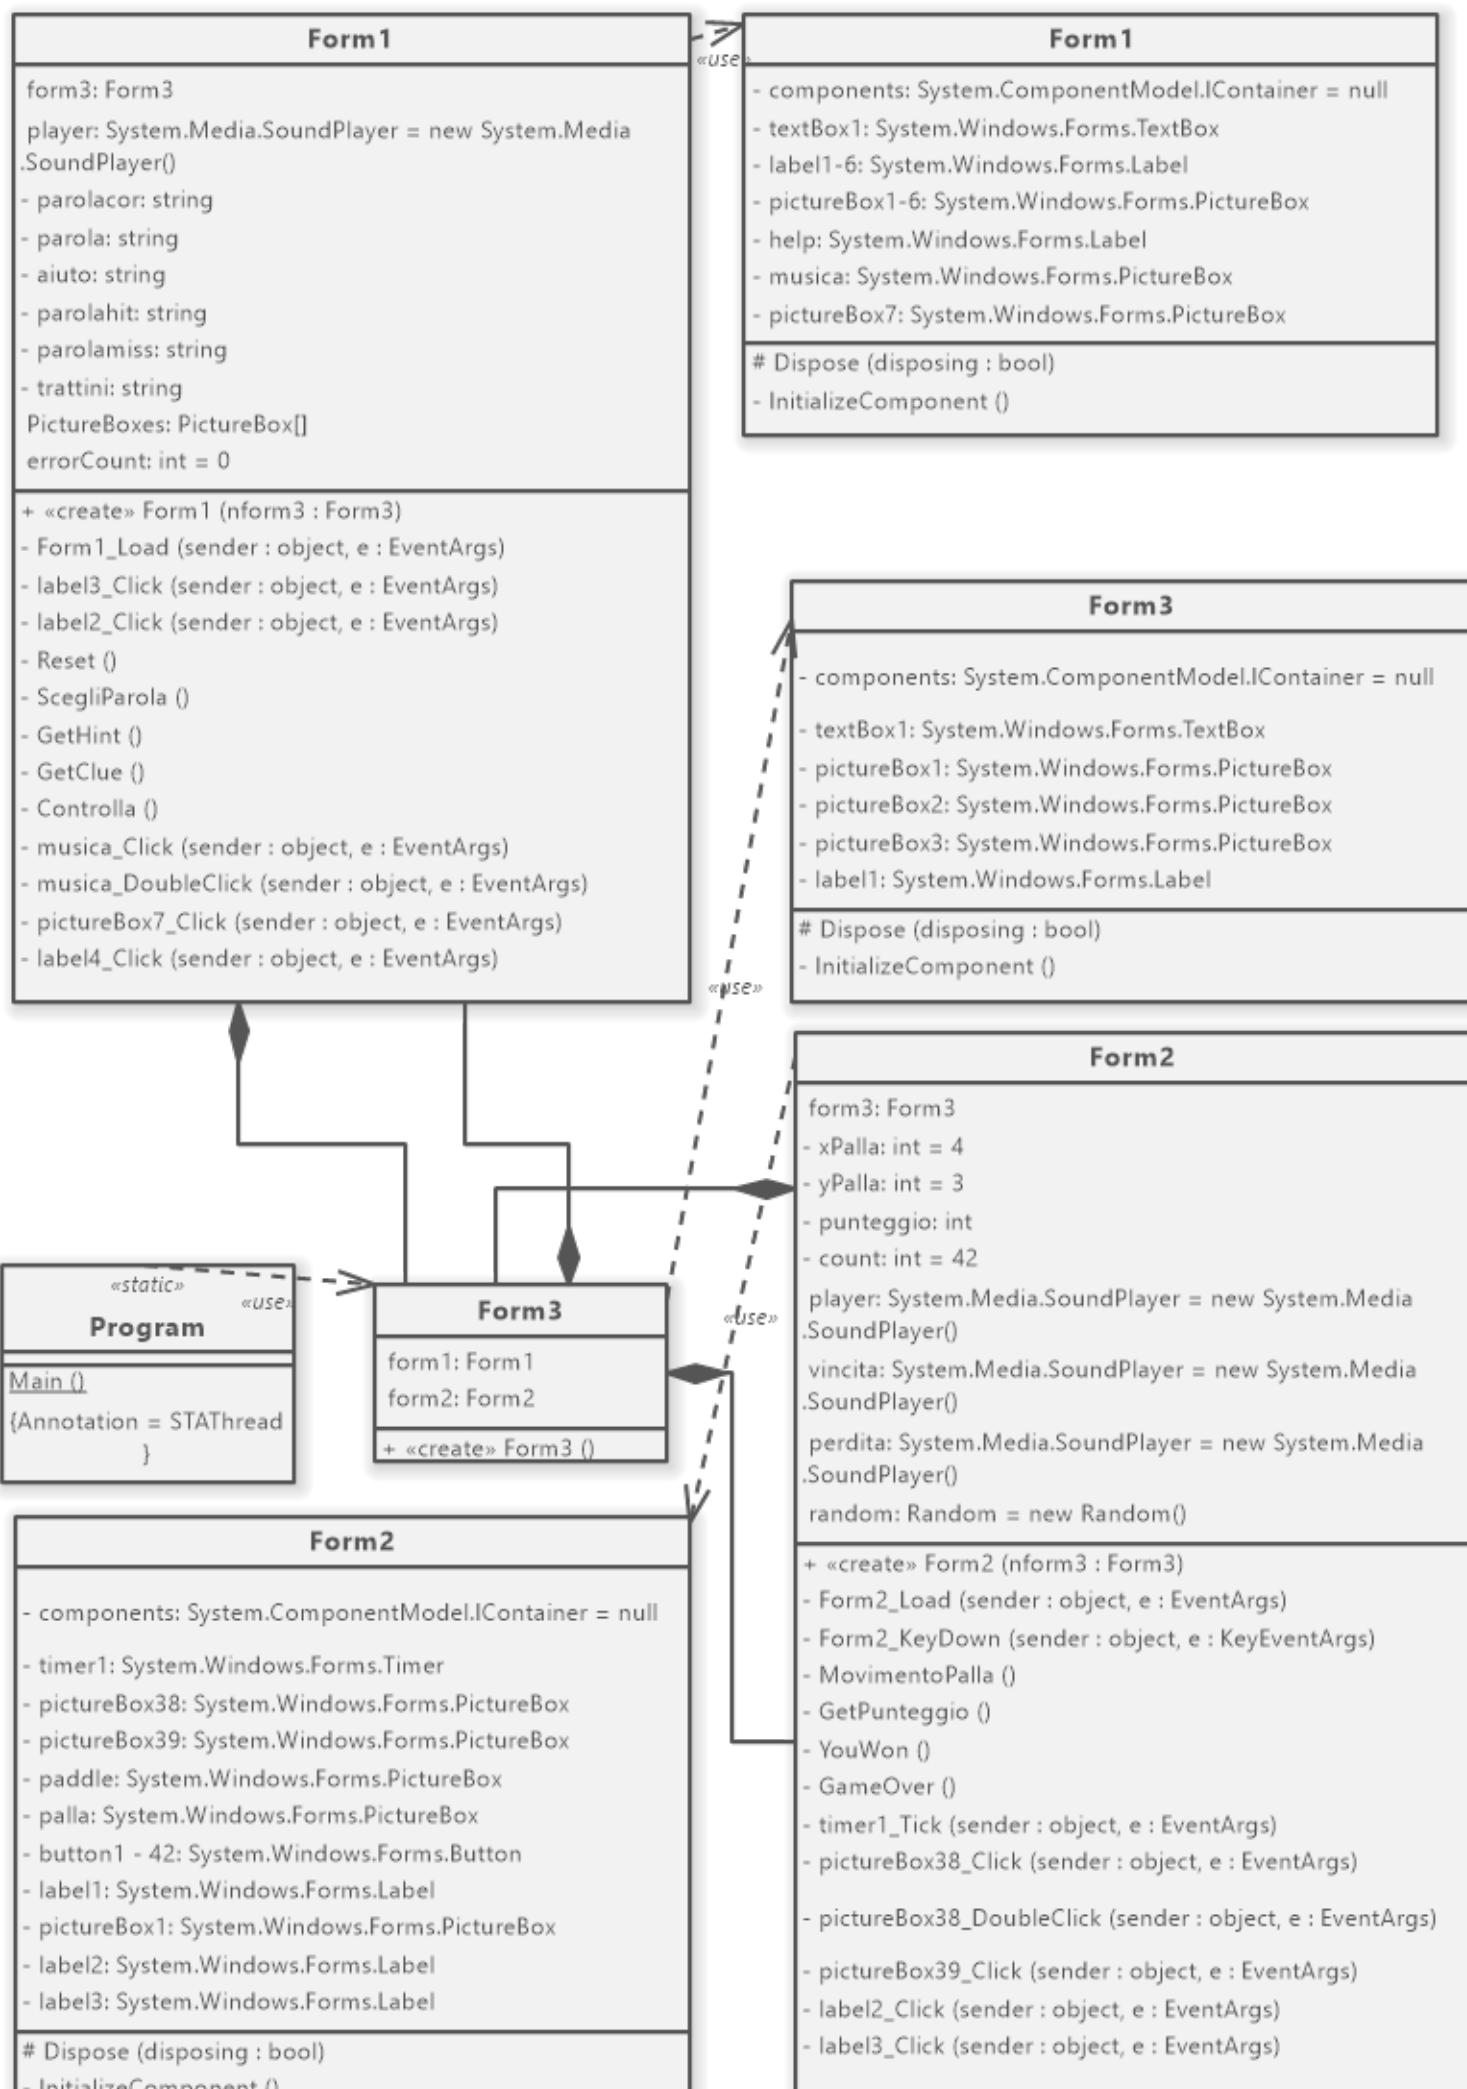 Form1
form3: Form3
player: System.Media.SoundPlayer = new System.Media
.SoundPlayer()
- parolacor: string
- parola: string
- aiuto: string
- parolahit: string
- parolamiss: string
- trattini: string
PictureBoxes: PictureBox[]
errorCount: int = 0
+ «create» Form1 (nform3 : Form3)
- Form1_Load (sender : object, e : EventArgs)
- label3_Click (sender : object, e : EventArgs)
- label2_Click (sender : object, e : EventArgs)
- Reset ()
- ScegliParola ()
- GetHint ()
- GetClue ()
- Controlla ()
- musica_Click (sender : object, e : EventArgs)
- musica_DoubleClick (sender : object, e : EventArgs)
- pictureBox7_Click (sender : object, e : EventArgs)
- label4_Click (sender : object, e : EventArgs)
«use»
Form1
- components: System.ComponentModel.IContainer = null
- textBox1: System.Windows.Forms.TextBox
- label1-6: System.Windows.Forms.Label
- pictureBox1-6: System.Windows.Forms.PictureBox
- help: System.Windows.Forms.Label
- musica: System.Windows.Forms.PictureBox
- pictureBox7: System.Windows.Forms.PictureBox
# Dispose (disposing : bool)
- InitializeComponent ()
Form3
- components: System.ComponentModel.IContainer = null
- textBox1: System.Windows.Forms.TextBox
- pictureBox1: System.Windows.Forms.PictureBox
- pictureBox2: System.Windows.Forms.PictureBox
- pictureBox3: System.Windows.Forms.PictureBox
- label1: System.Windows.Forms.Label
# Dispose (disposing : bool)
- InitializeComponent ()
«use»
«static»
Program
Main ()
{Annotation = STAThread
}
«use»
Form3
form1: Form1
form2: Form2
+ «create» Form3 ()
«use»
Form2
form3: Form3
- xPalla: int = 4
- yPalla: int = 3
- punteggio: int
- count: int = 42
player: System.Media.SoundPlayer = new System.Media
.SoundPlayer()
vincita: System.Media.SoundPlayer = new System.Media
.SoundPlayer()
perdita: System.Media.SoundPlayer = new System.Media
.SoundPlayer()
random: Random = new Random()
+ «create» Form2 (nform3 : Form3)
- Form2_Load (sender : object, e : EventArgs)
- Form2_KeyDown (sender : object, e : KeyEventArgs)
- MovimentoPalla ()
- GetPunteggio ()
- YouWon ()
- GameOver ()
- timer1_Tick (sender : object, e : EventArgs)
- pictureBox38_Click (sender : object, e : EventArgs)
- pictureBox38_DoubleClick (sender : object, e : EventArgs)
- pictureBox39_Click (sender : object, e : EventArgs)
- label2_Click (sender : object, e : EventArgs)
- label3_Click (sender : object, e : EventArgs)
Form2
- components: System.ComponentModel.IContainer = null
- timer1: System.Windows.Forms.Timer
- pictureBox38: System.Windows.Forms.PictureBox
- pictureBox39: System.Windows.Forms.PictureBox
- paddle: System.Windows.Forms.PictureBox
- palla: System.Windows.Forms.PictureBox
- button1 - 42: System.Windows.Forms.Button
- label1: System.Windows.Forms.Label
- pictureBox1: System.Windows.Forms.PictureBox
- label2: System.Windows.Forms.Label
- label3: System.Windows.Forms.Label
# Dispose (disposing : bool)
- InitializeComponent ()